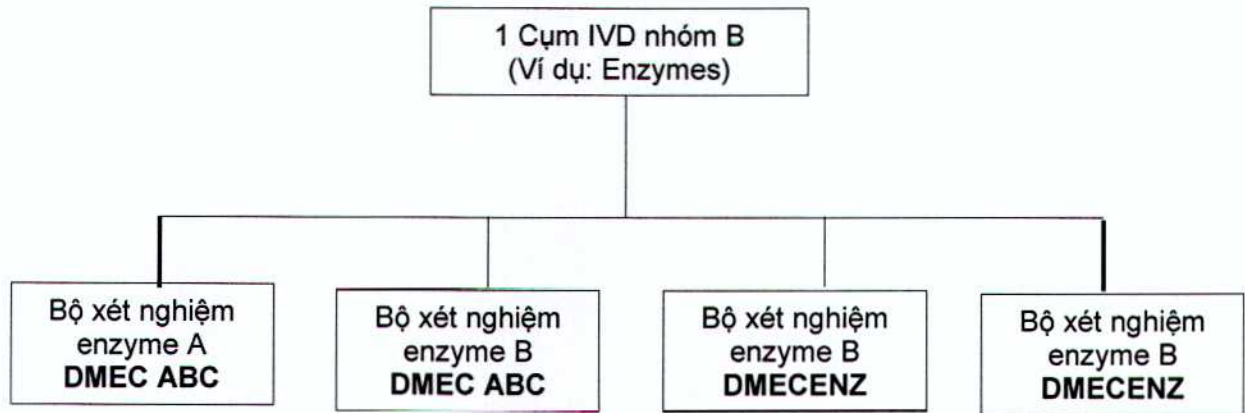 1 Cụm IVD nhóm B
(Ví dụ: Enzymes)
Bộ xét nghiệm
enzyme A
DMEC ABC
Bộ xét nghiệm
enzyme B
DMEC ABC
Bộ xét nghiệm
enzyme B
DMECENZ
Bộ xét nghiệm
enzyme B
DMECENZ